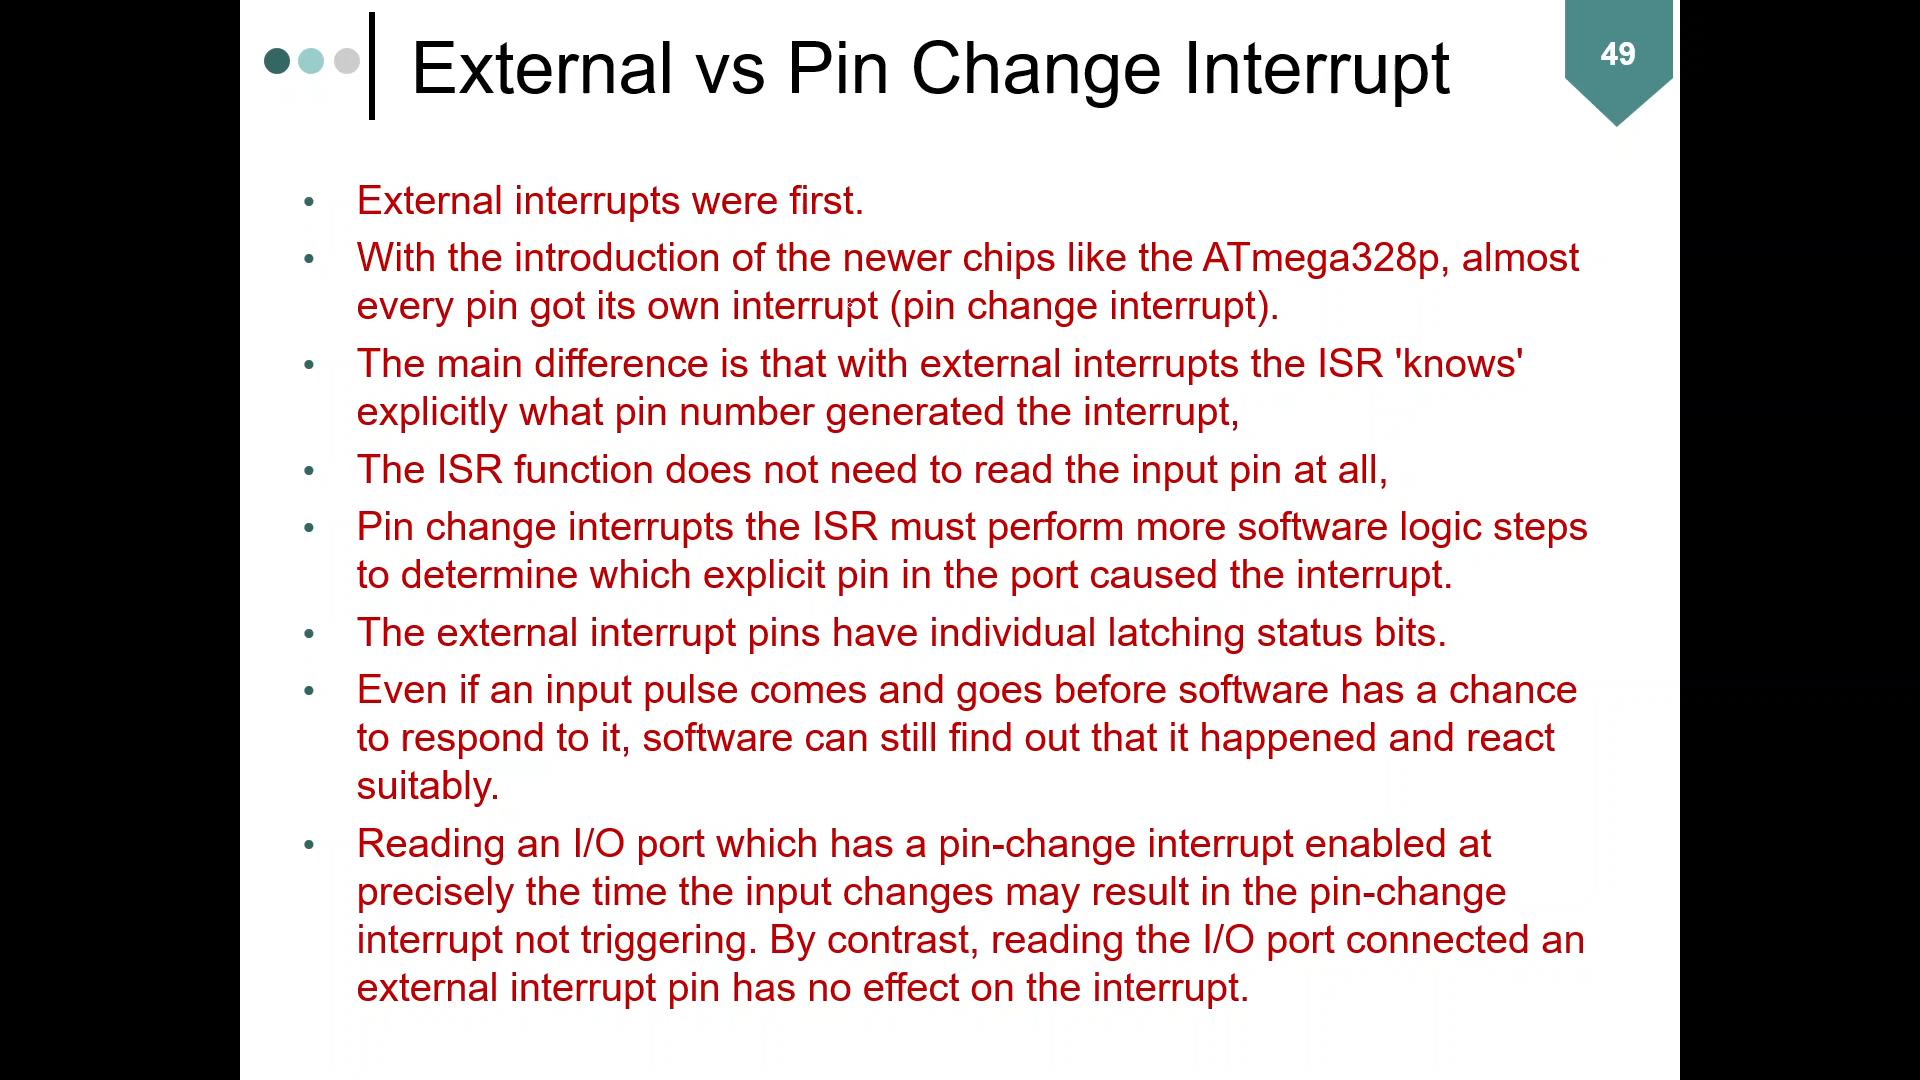 External vs Pin Change Interrupt
49
• External interrupts were first.
• With the introduction of the newer chips like the ATmega328p, almost
every pin got its own interrupt (pin change interrupt).
• The main difference is that with external interrupts the ISR 'knows'
explicitly what pin number generated the interrupt,
• The ISR function does not need to read the input pin at all,
• Pin change interrupts the ISR must perform more software logic steps
to determine which explicit pin in the port caused the interrupt.
• The external interrupt pins have individual latching status bits.
• Even if an input pulse comes and goes before software has a chance
to respond to it, software can still find out that it happened and react
suitably.
• Reading an I/O port which has a pin-change interrupt enabled at
precisely the time the input changes may result in the pin-change
interrupt not triggering. By contrast, reading the I/O port connected an
external interrupt pin has no effect on the interrupt.